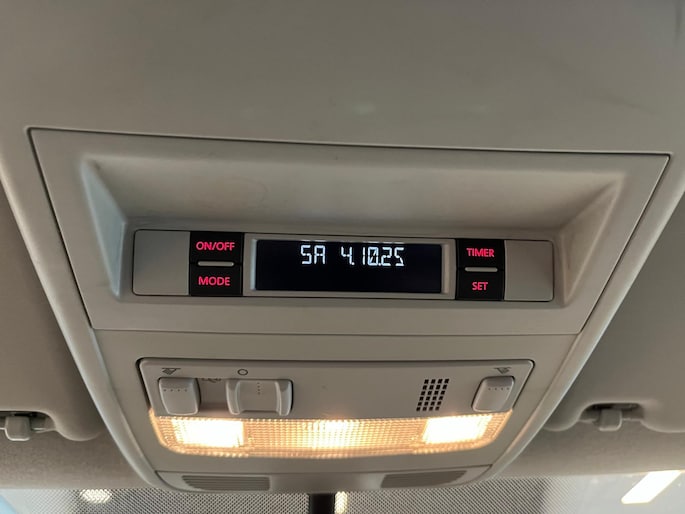 ON/OFF
MODE
SA 4.10.25
TIMER
SET